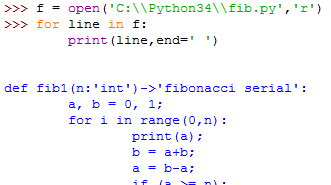 >>> f = open('C:\\Python34\\fib.py','r')
>>> for line in f:
        print(line,end=' ')

def fib1(n:'int')->'fibonacci serial':
        a, b = 0, 1;
        for i in range(0,n):
                print(a);
                b = a+b;
                a = b-a;
                if (a >= n):